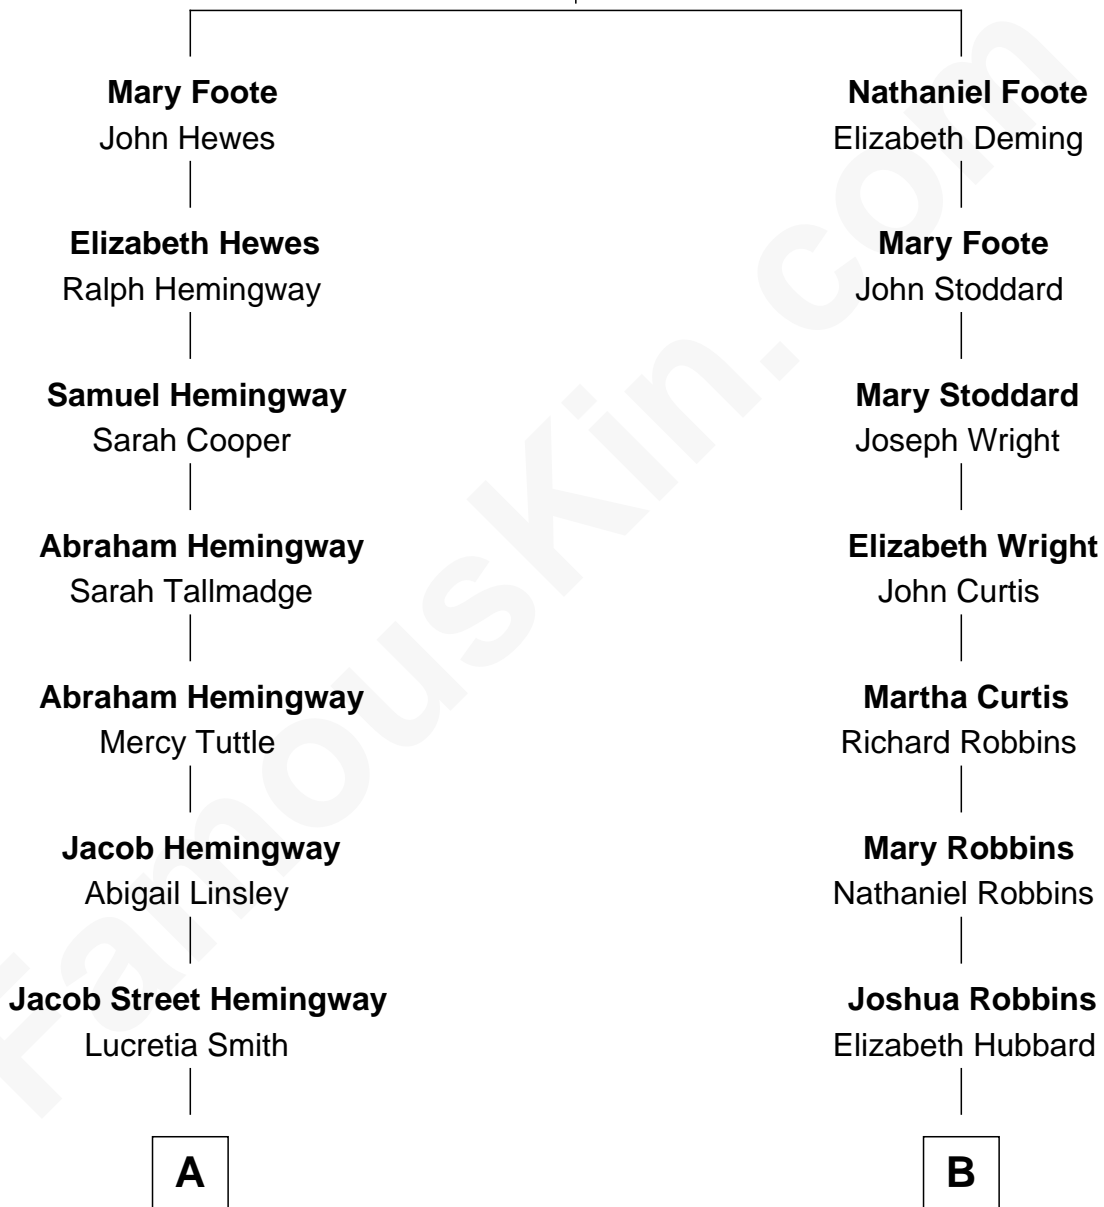 Mary Foote
John Hewes
Nathaniel Foote
Elizabeth Deming
Elizabeth Hewes
Ralph Hemingway
Mary Foote
John Stoddard
Samuel Hemingway
Sarah Cooper
Mary Stoddard
Joseph Wright
Abraham Hemingway
Sarah Tallmadge
Elizabeth Wright
John Curtis
Abraham Hemingway
Mercy Tuttle
Martha Curtis
Richard Robbins
Jacob Hemingway
Abigail Linsley
Mary Robbins
Nathaniel Robbins
Jacob Street Hemingway
Lucretia Smith
Joshua Robbins
Elizabeth Hubbard
A
B
FamousKin.com